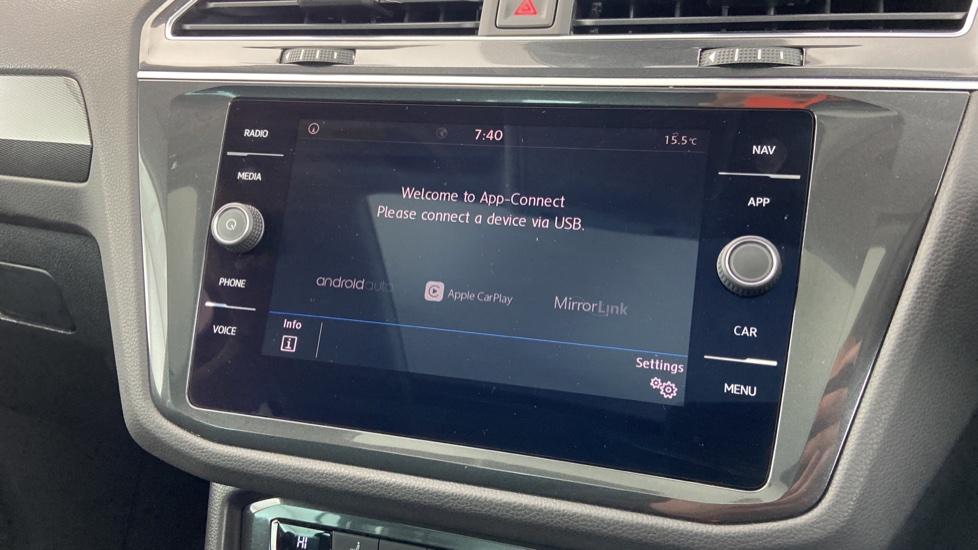 RADIO
MEDIA
PHONE
VOICE
7:40
15.5°C
Welcome to App-Connect
Please connect a device via USB.
androidauto
Apple CarPlay
MirrorLink
Info
i
Settings
NAV
APP
CAR
MENU
HI